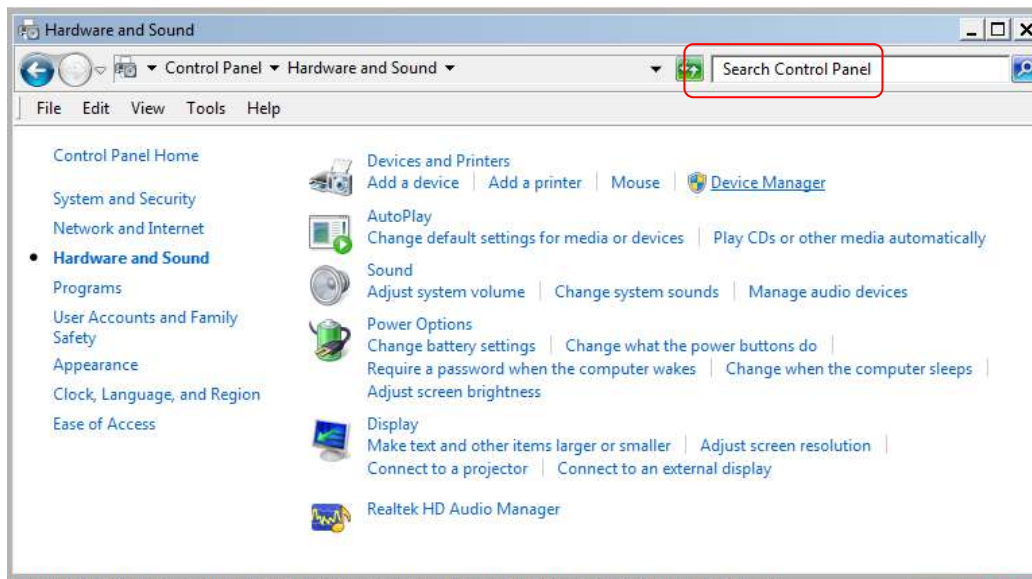 Hardware and Sound
Control Panel Hardware and Sound Search Control Panel
File Edit View Tools Help
Control Panel Home
System and Security
Network and Internet
Hardware and Sound
Programs
User Accounts and Family
Safety
Appearance
Clock, Language, and Region
Ease of Access
Devices and Printers
Add a device Add a printer Mouse Device Manager
AutoPlay
Change default settings for media or devices Play CDs or other media automatically
Sound
Adjust system volume Change system sounds Manage audio devices
Power Options
Change battery settings Change what the power buttons do
Require a password when the computer wakes Change when the computer sleeps
Adjust screen brightness
Display
Make text and other items larger or smaller Adjust screen resolution
Connect to a projector Connect to an external display
Realtek HD Audio Manager